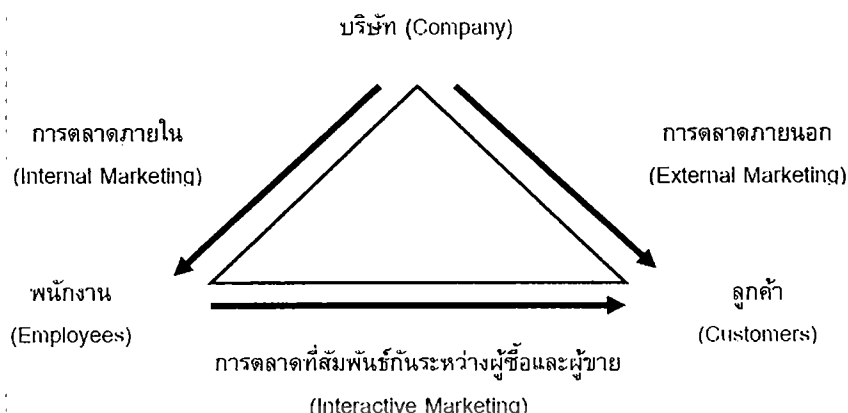 บริษัท (Company)
การตลาดภายใน
(Internal Marketing)
การตลาดภายนอก
(External Marketing)
พนักงาน
(Employees)
ลูกค้า
(Customers)
การตลาดที่สัมพันธ์กันระหว่างผู้ซื้อและผู้ขาย
(Interactive Marketing)